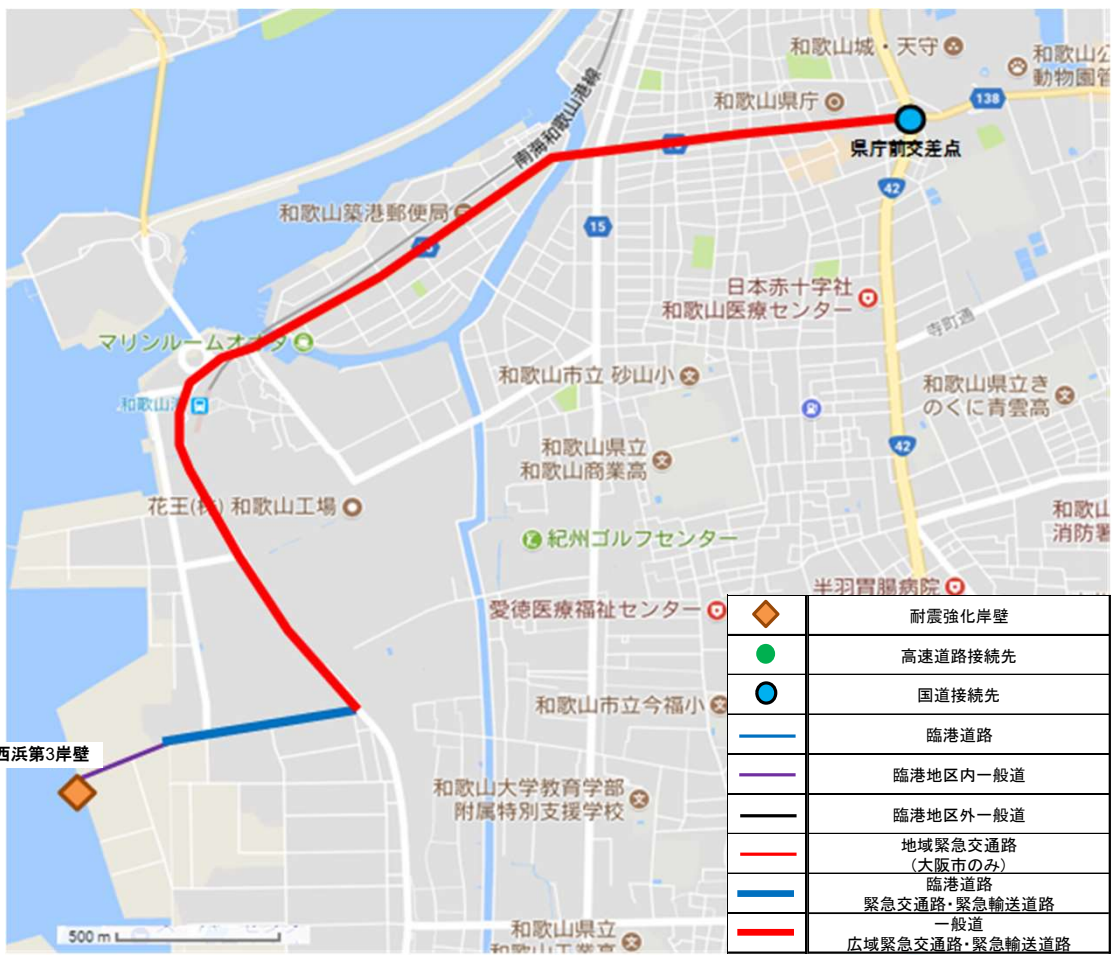 和歌山城・天守
和歌山公
動物園管
和歌山県庁
138
県庁前交差点
南海和歌山港線
42
和歌山築港郵便局
15
日本赤十字社
和歌山医療センター
寺町通
マリンルームオオタ
和歌山市立 砂山小
和歌山県立き
のくに青雲高
和歌山港
42
和歌山県立
和歌山商業高
花王(株) 和歌山工場
和歌山
消防署
紀州ゴルフセンター
半羽胃腸病院
愛徳医療福祉センター
和歌山市立今福小
西浜第3岸壁
和歌山大学教育学部
附属特別支援学校
500 m
和歌山県立
和歌山工業高
耐震強化岸壁
高速道路接続先
国道接続先
臨港道路
臨港地区内一般道
臨港地区外一般道
地域緊急交通路
(大阪市のみ)
臨港道路
緊急交通路・緊急輸送道路
一般道
広域緊急交通路・緊急輸送道路